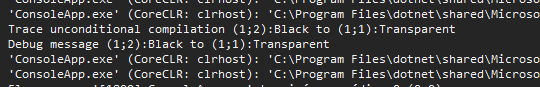 'ConsoleApp.exe' (CoreCLR: clrhost): 'C:\Program Files\dotnet\shared\Microso
'ConsoleApp.exe' (CoreCLR: clrhost): 'C:\Program Files\dotnet\shared\Microso
Trace unconditional compilation (1;2):Black to (1;1):Transparent
Debug message (1;2):Black to (1;1):Transparent
'ConsoleApp.exe' (CoreCLR: clrhost): 'C:\Program Files\dotnet\shared\Microso
'ConsoleApp.exe' (CoreCLR: clrhost): 'C:\Program Files\dotnet\shared\Microso